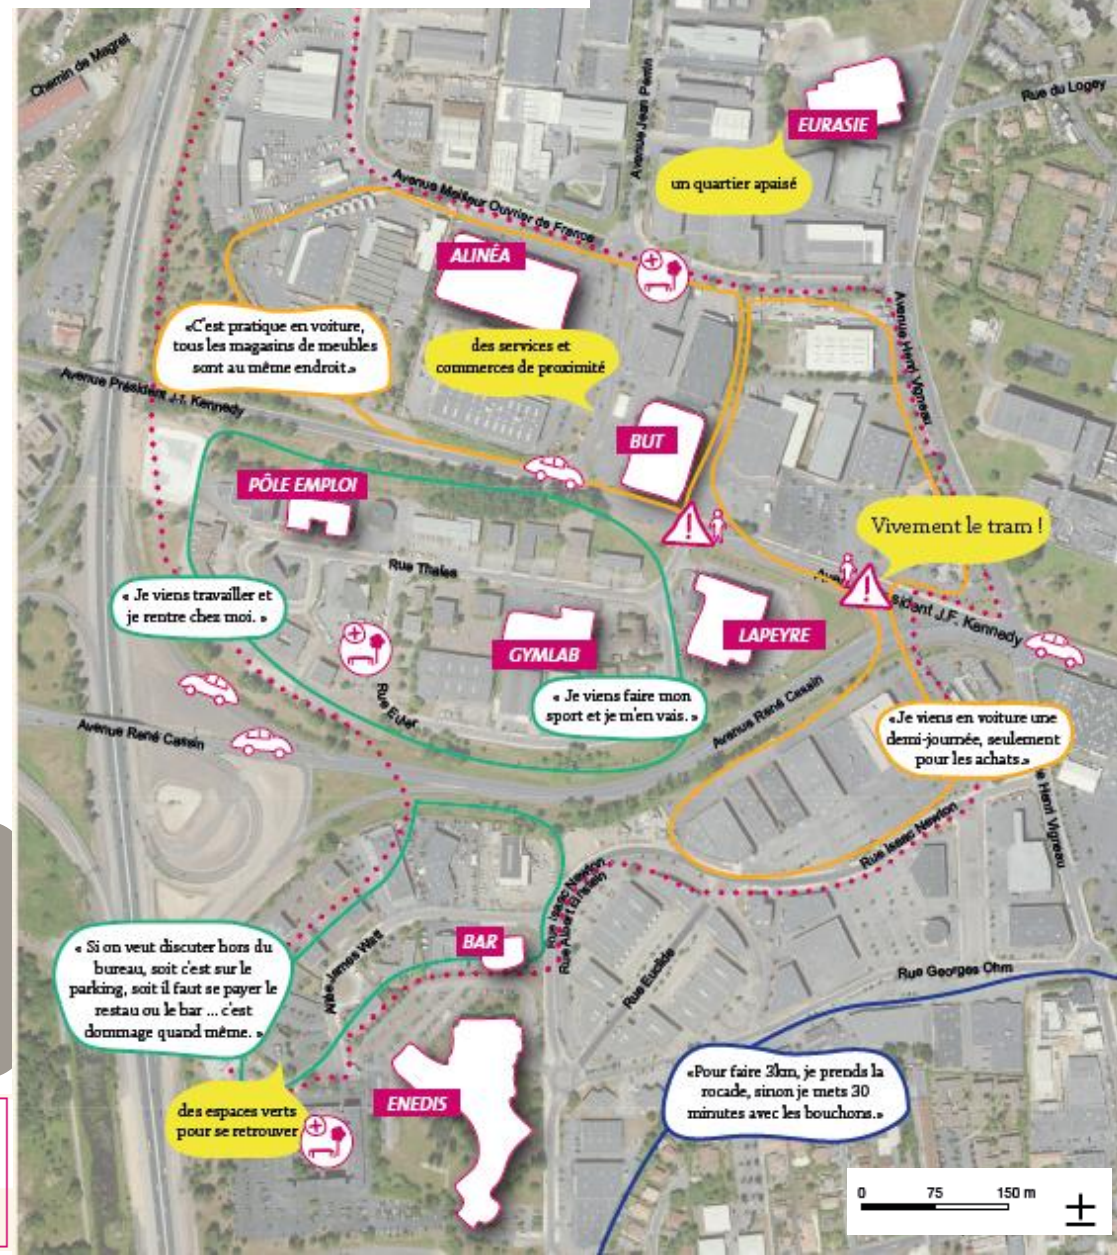 Chemin de Magret
Avenue Jean Perrin
Rue du Logey
EURASIE
un quartier apaisé
Avenue Meilleur Ouvrier de France
ALINÉA
«C'est pratique en voiture,
tous les magasins de meubles
sont au même endroit.»
des services et
commerces de proximité
Avenue Henri Vigneau
Avenue Président J.F. Kennedy
BUT
PÔLE EMPLOI
Vivement le tram !
Rue Thales
sident J.F. Kennedy
« Je viens travailler et
je rentre chez moi. »
LAPEYRE
GYMLAB
« Je viens faire mon
sport et je m'en vais. »
Rue Euler
Avenue René Cassin
Avenue René Cassin
«Je viens en voiture une
demi-journée, seulement
pour les achats.»
Henri Vigneau
Rue Isaac Newton
Rue Isaac Newton
Rue Albert Einstein
« Si on veut discuter hors du
bureau, soit c'est sur le
parking, soit il faut se payer le
restau ou le bar ... c'est
dommage quand même. »
BAR
Allée James Watt
Rue Euclide
Rue Georges Ohm
«Pour faire 3km, je prends la
rocade, sinon je mets 30
minutes avec les bouchons.»
ENEDIS
des espaces verts
pour se retrouver
0 75 150 m